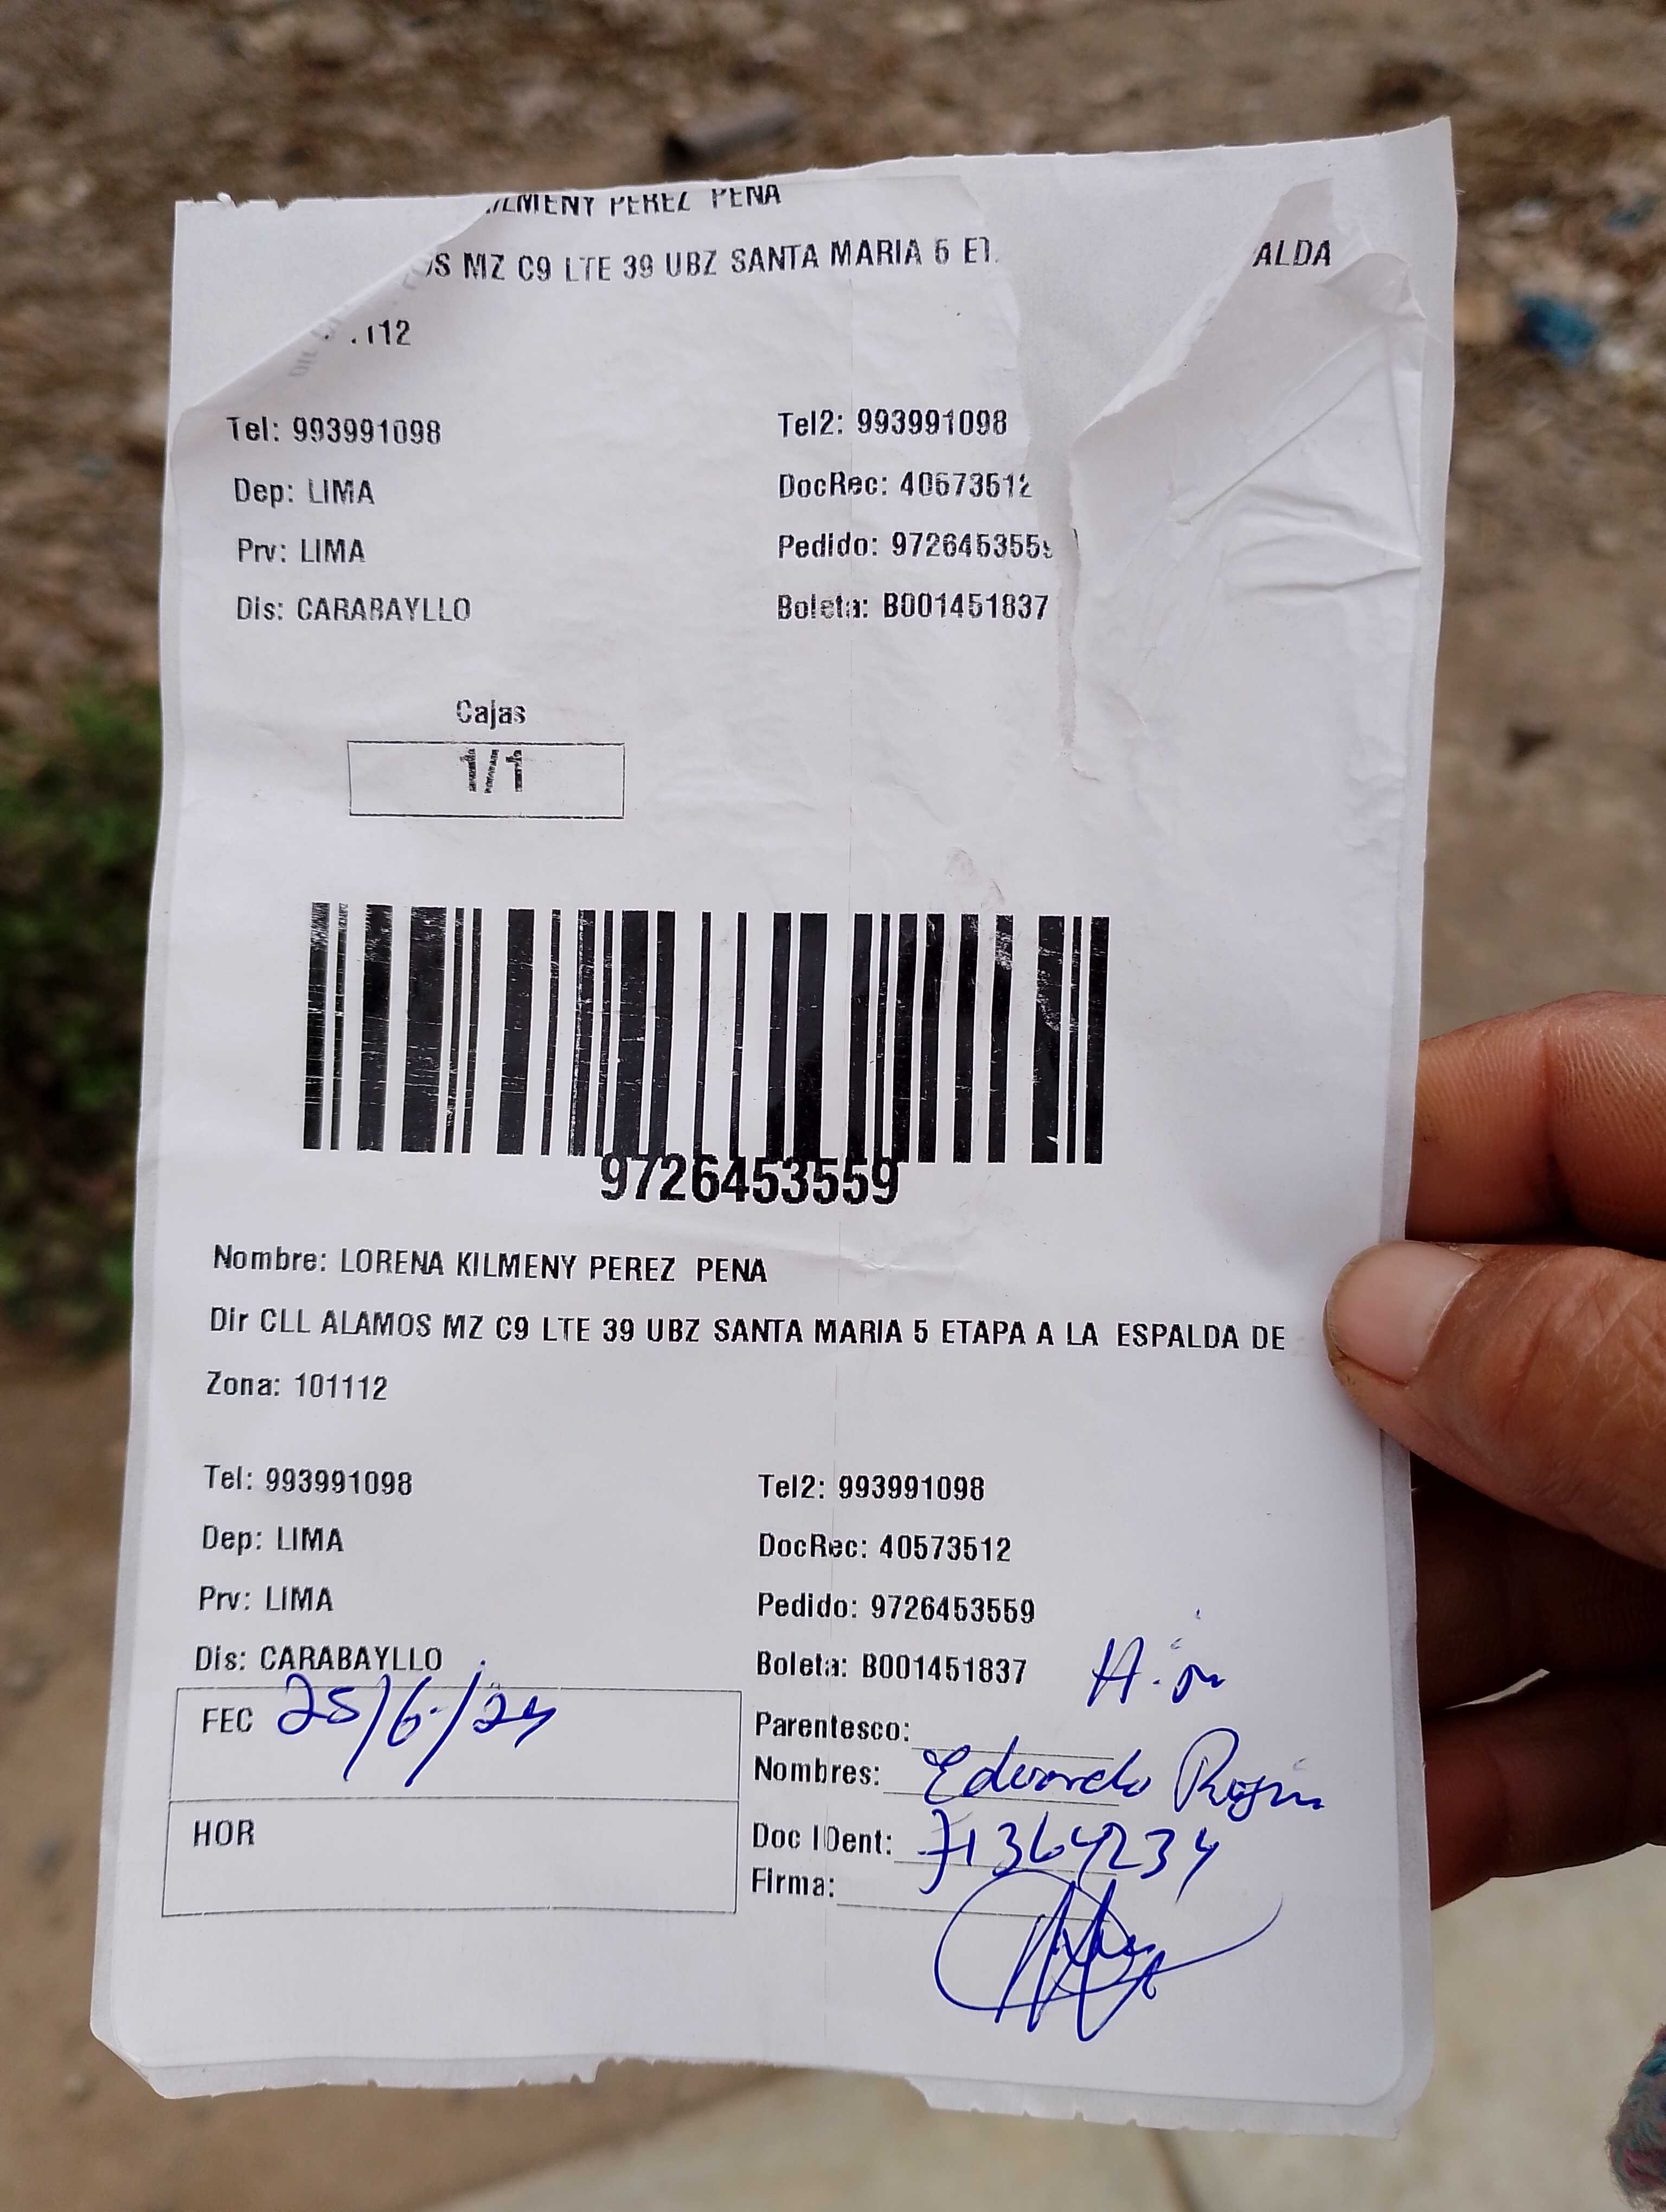 KILMENY PEREZ PENA
OS MZ C9 LTE 39 UBZ SANTA MARIA 5 ET ALDA
112
Tel: 993991098 Tel2: 993991098
Dep: LIMA DocRec: 40573512
Prv: LIMA Pedido: 9726453559
Dis: CARABAYLLO Boleta: B001451837
Cajas
1/1
9726453559
Nombre: LORENA KILMENY PEREZ PENA
Dir CLL ALAMOS MZ C9 LTE 39 UBZ SANTA MARIA 5 ETAPA A LA ESPALDA DE
Zona: 101112
Tel: 993991098 Tel2: 993991098
Dep: LIMA DocRec: 40573512
Prv: LIMA Pedido: 9726453559
Dis: CARABAYLLO Boleta: B001451837
FEC 25/6/24 Parentesco:
Nombres: Eduardo
HOR Doc IDent: 71364234
Firma: